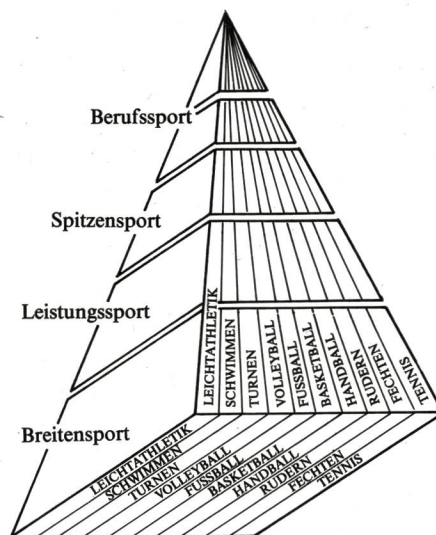 Berufssport
Spitzensport
Leistungssport
Breitensport
LEICHTATHLETIK
SCHWIMMEN
TURNEN
VOLLEYBALL
FUSSBALL
BASKETBALL
HANDBALL
RUDEREN
FECHTEN
TENNIS
LEICHTATHLETIK
SCHWIMMEN
TURNEN
VOLLEYBALL
FUSSBALL
BASKETBALL
HANDBALL
RUDERN
FECHTEN
TENNIS